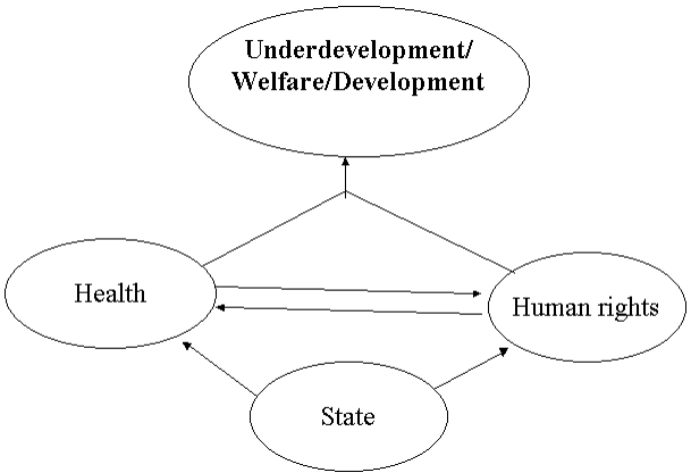 Underdevelopment/
Welfare/Development
Health
Human rights
State